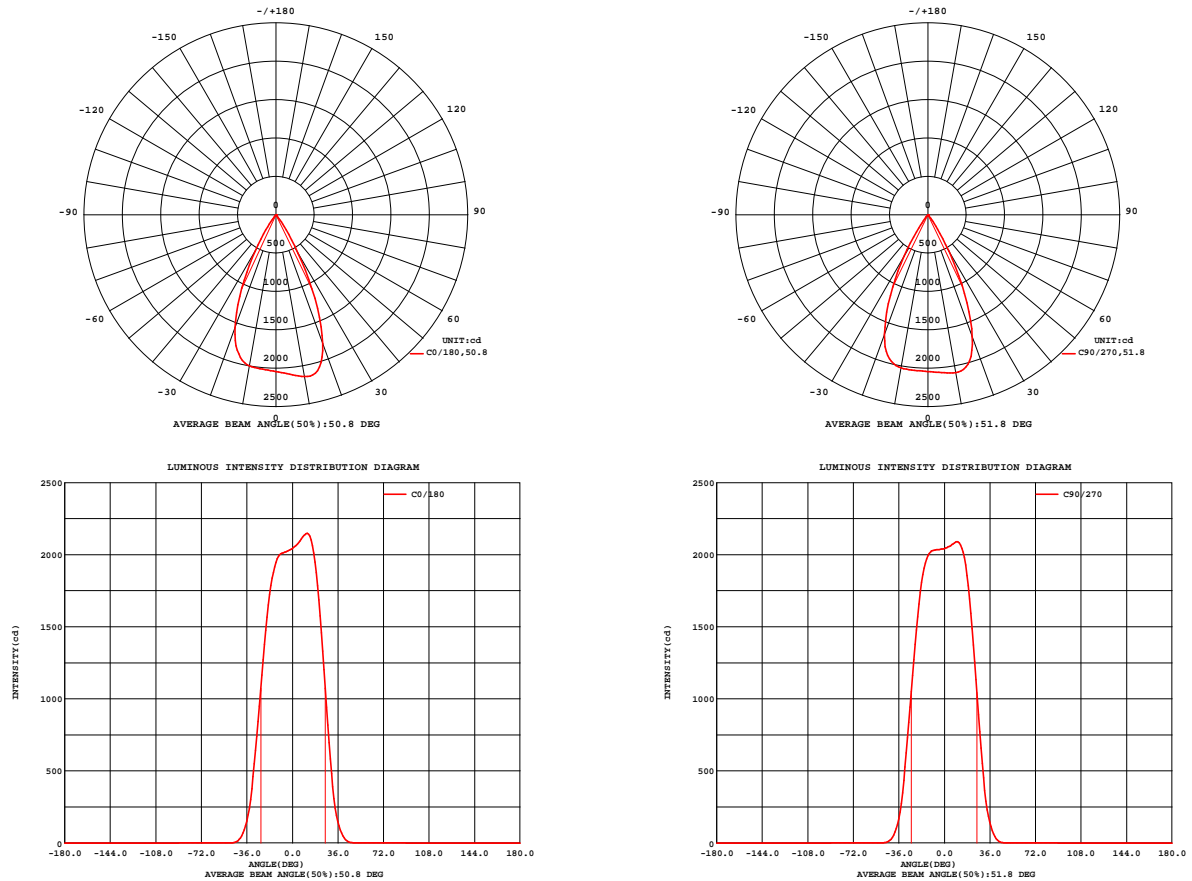 -/+180
-150
150
-120
120
-90
90
-60
60
-30
30
0
0
500
1000
1500
2000
2500
UNIT:cd
C0/180,50.8
AVERAGE BEAM ANGLE(50%):50.8 DEG
-/+180
-150
150
-120
120
-90
90
-60
60
-30
30
0
0
500
1000
1500
2000
2500
UNIT:cd
C90/270,51.8
AVERAGE BEAM ANGLE(50%):51.8 DEG
LUMINOUS INTENSITY DISTRIBUTION DIAGRAM
C0/180
INTENSITY(cd)
2500
2000
1500
1000
500
0
-180.0 -144.0 -108.0 -72.0 -36.0 0.0 36.0 72.0 108.0 144.0 180.0
ANGLE(DEG)
AVERAGE BEAM ANGLE(50%):50.8 DEG
LUMINOUS INTENSITY DISTRIBUTION DIAGRAM
C90/270
INTENSITY(cd)
2500
2000
1500
1000
500
0
-180.0 -144.0 -108.0 -72.0 -36.0 0.0 36.0 72.0 108.0 144.0 180.0
ANGLE(DEG)
AVERAGE BEAM ANGLE(50%):51.8 DEG